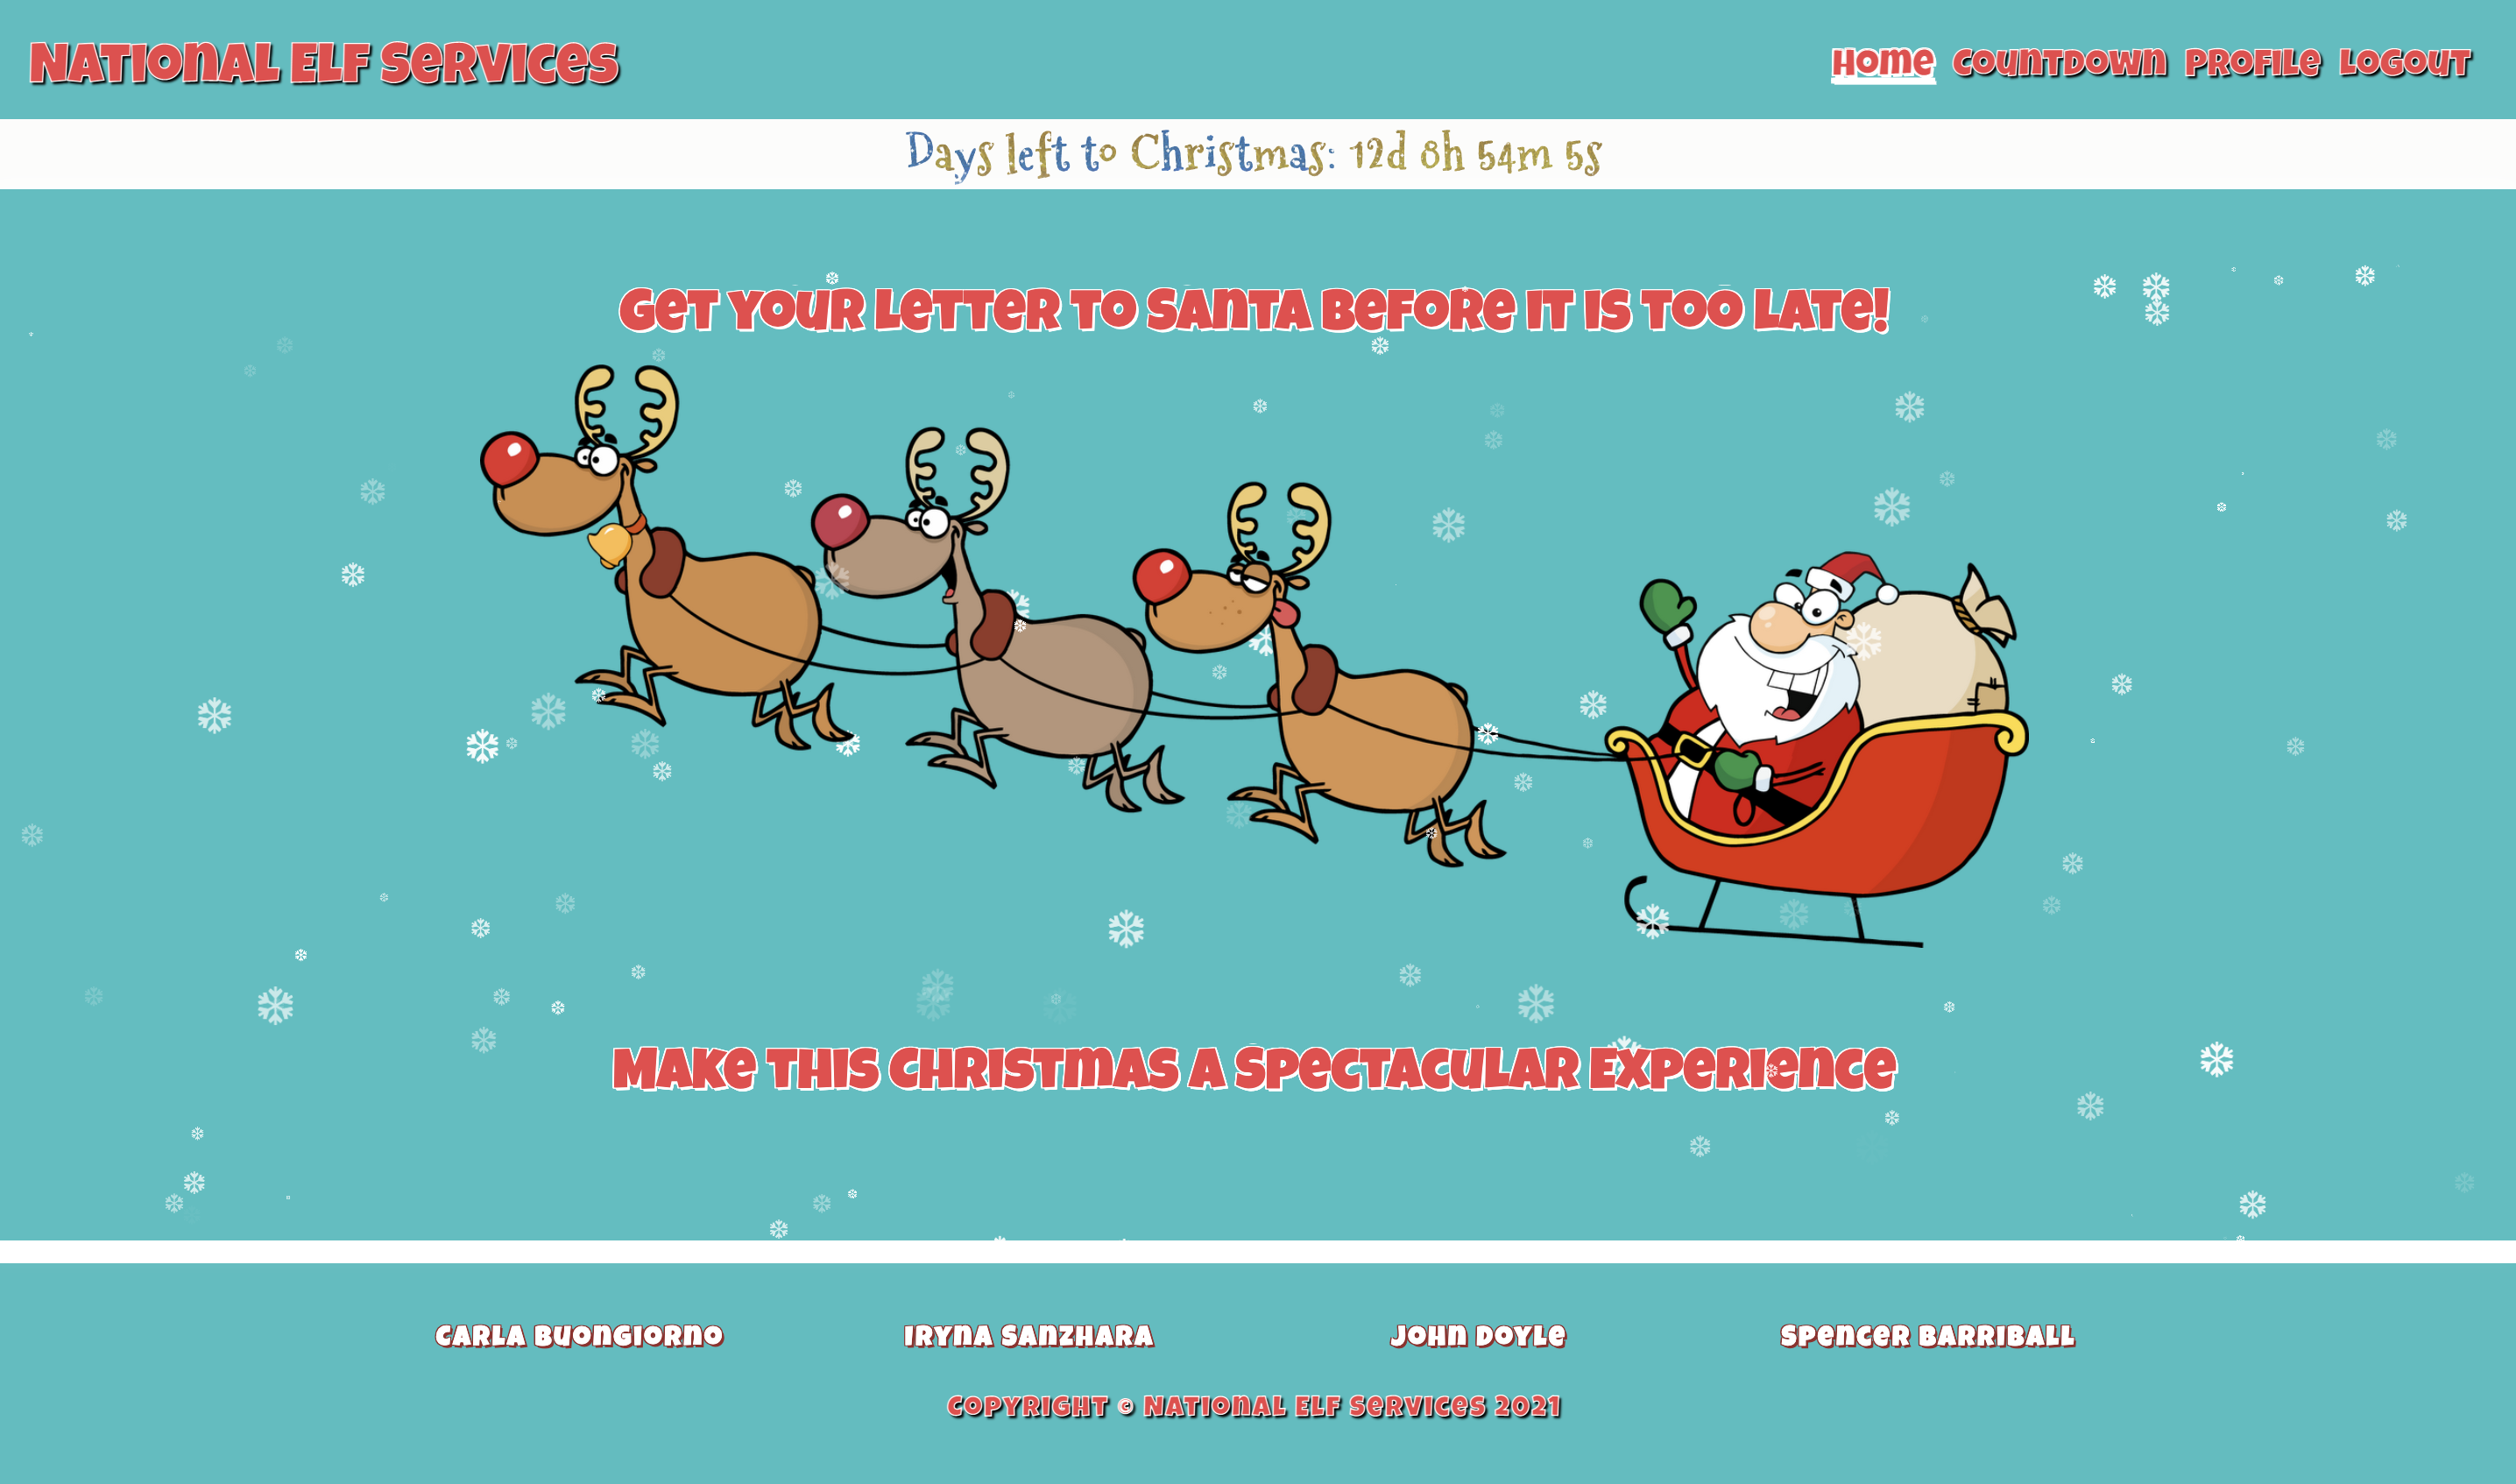 National Elf Services
Home Countdown Profile Logout
Days left to Christmas: 12d 8h 54m 5s
Get your letter to Santa before it is too late!
Make this Christmas a spectacular experience
Carla Buongiorno Iryna Sanzhara John Doyle Spencer Barriball
Copyright © National Elf Services 2021